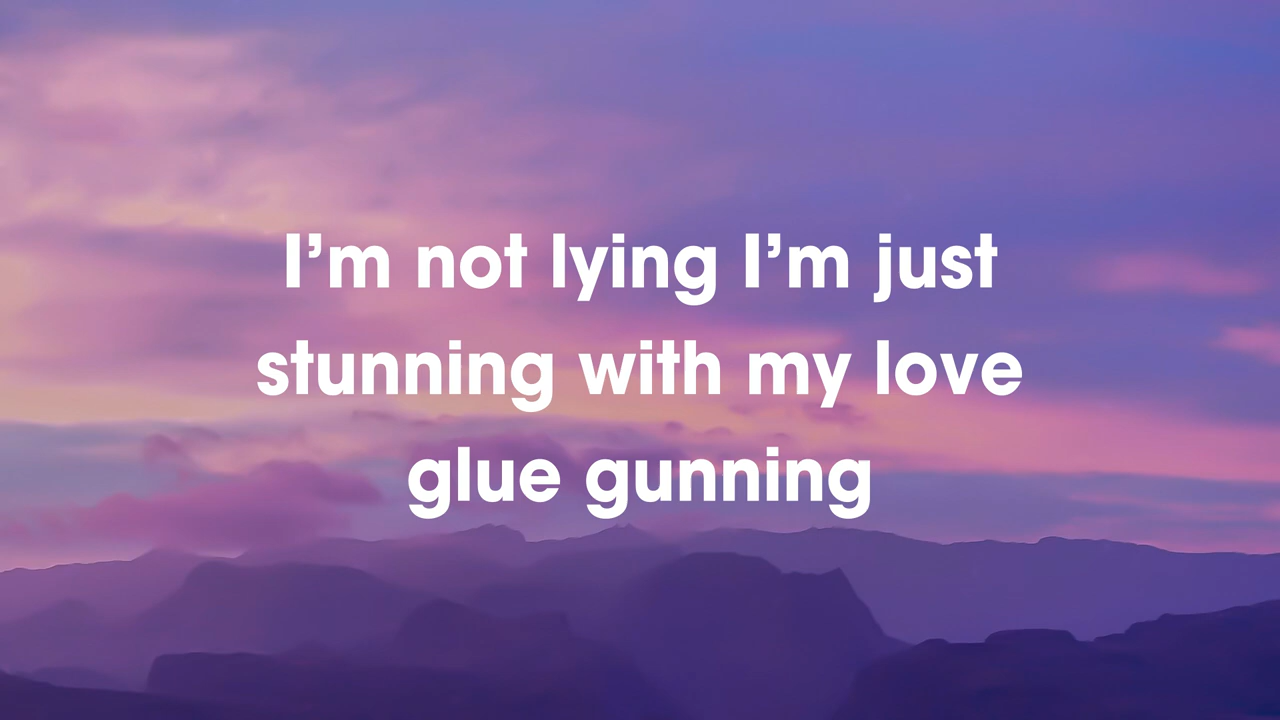 I’m not lying I’m just
stunning with my love
glue gunning